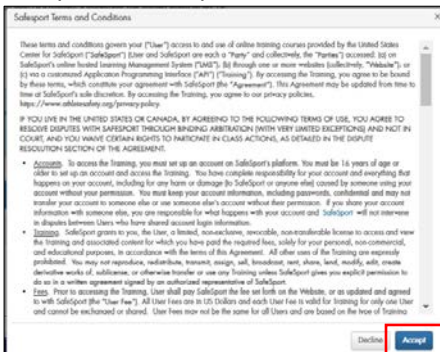 Safesport Terms and Conditions
These terms and conditions govern your ("User") access to and use of online training courses provided by the United States
Center for SafeSport ("SafeSport") (User and SafeSport are each a "Party" and collectively, the "Parties") accessed: (a) on
SafeSport's online hosted Learning Management System ("LMS"), (b) through one or more websites (collectively, "Website"), or
(c) via a customized Application Programming Interface ("API") ("Training"). By accessing the Training, you agree to be bound
by these terms, which constitute your agreement with SafeSport (the "Agreement"). This Agreement may be updated from time to
time at SafeSport's sole discretion. By accessing the Training, you agree to our privacy policies,
https://www.athletesafety.org/privacy.policy.
IF YOU LIVE IN THE UNITED STATES OR CANADA, BY AGREEING TO THE FOLLOWING TERMS OF USE, YOU AGREE TO
RESOLVE DISPUTES WITH SAFESPORT THROUGH BINDING ARBITRATION (WITH VERY LIMITED EXCEPTIONS) AND NOT IN
COURT, AND YOU WAIVE CERTAIN RIGHTS TO PARTICIPATE IN CLASS ACTIONS, AS DETAILED IN THE DISPUTE
RESOLUTION SECTION OF THE AGREEMENT.
• Accounts. To access the Training, you must set up an account on SafeSport's platform. You must be 16 years of age or
older to set up an account and access the Training. You have complete responsibility for your account and everything that
happens on your account, including for any harm or damage (to SafeSport or anyone else) caused by someone using your
account without your permission. You must keep your account information, including passwords, confidential and may not
transfer your account to someone else or use someone else's account without their permission. If you share your account
information with someone else, you are responsible for what happens with your account and SafeSport will not intervene
in disputes between Users who have shared account login information.
• Training. SafeSport grants to you, the User, a limited, non-exclusive, revocable, non-transferable license to access and view
the Training and associated content for which you have paid the required fees, solely for your personal, non-commercial,
and educational purposes, in accordance with the terms of this Agreement. All other uses of the Training are expressly
prohibited. You may not reproduce, redistribute, transmit, assign, sell, broadcast, rent, share, lend, modify, edit, create
derivative works of, sublicense, or otherwise transfer or use any Training unless SafeSport gives you explicit permission to
do so in a written agreement signed by an authorized representative of SafeSport.
• Fees. Prior to accessing the Training, User shall pay SafeSport the fee set forth on the Website, or as updated and agreed
to with SafeSport (the "User Fee"). All User Fees are in US Dollars and each User Fee is valid for Training for only one User
and cannot be exchanged or shared. User Fees may not be the same for all Users and are based on the type of Training
Decline
Accept